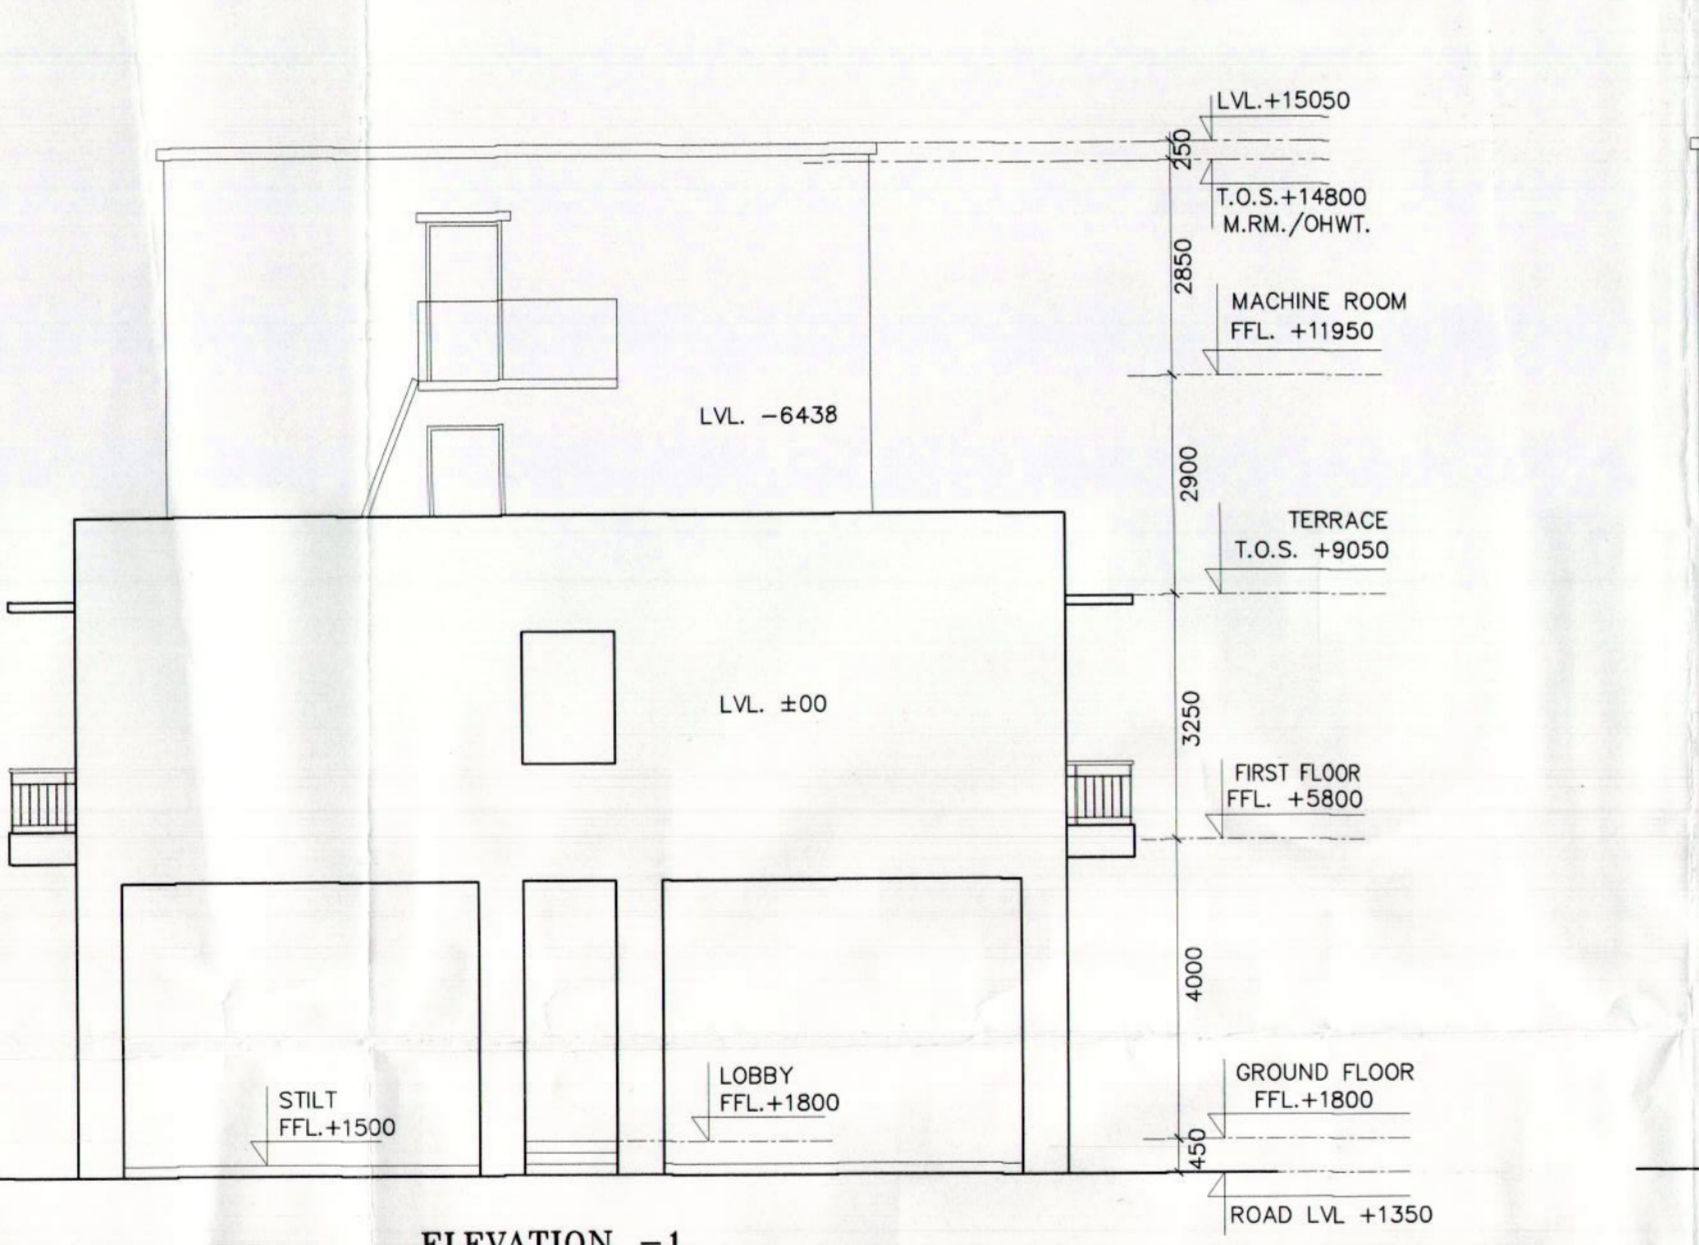 LVL.+15050
250
T.O.S.+14800
M.RM./OHWT.
2850
MACHINE ROOM
FFL. +11950
LVL. -6438
2900
TERRACE
T.O.S. +9050
LVL. ±00
3250
FIRST FLOOR
FFL. +5800
4000
LOBBY
FFL.+1800
GROUND FLOOR
FFL.+1800
STILT
FFL.+1500
450
ROAD LVL +1350
ELEVATION -1